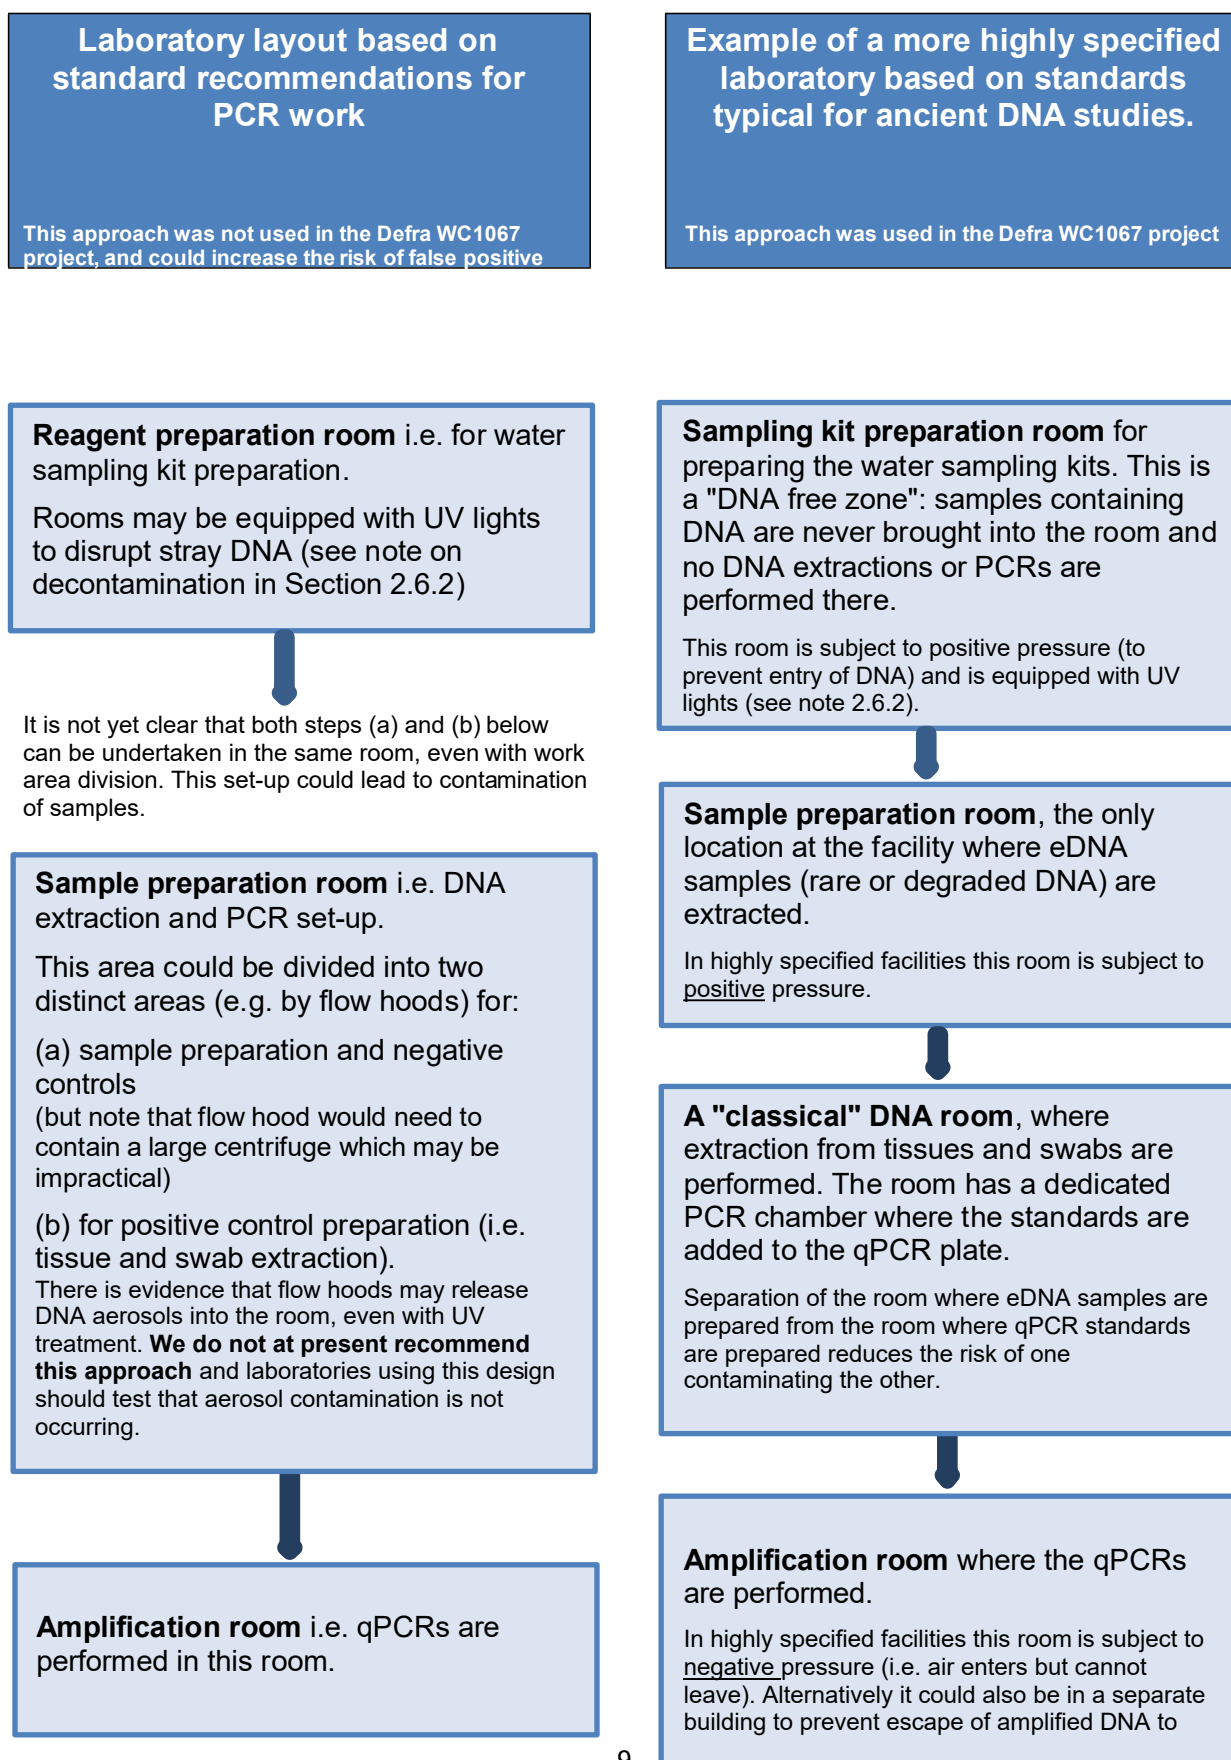 Laboratory layout based on
standard recommendations for
PCR work
This approach was not used in the Defra WC1067
project, and could increase the risk of false positive
Reagent preparation room i.e. for water
sampling kit preparation.
Rooms may be equipped with UV lights
to disrupt stray DNA (see note on
decontamination in Section 2.6.2)
It is not yet clear that both steps (a) and (b) below
can be undertaken in the same room, even with work
area division. This set-up could lead to contamination
of samples.
Sample preparation room i.e. DNA
extraction and PCR set-up.
This area could be divided into two
distinct areas (e.g. by flow hoods) for:
(a) sample preparation and negative
controls
(but note that flow hood would need to
contain a large centrifuge which may be
impractical)
(b) for positive control preparation (i.e.
tissue and swab extraction).
There is evidence that flow hoods may release
DNA aerosols into the room, even with UV
treatment. We do not at present recommend
this approach and laboratories using this design
should test that aerosol contamination is not
occurring.
Amplification room i.e. qPCRs are
performed in this room.
Example of a more highly specified
laboratory based on standards
typical for ancient DNA studies.
This approach was used in the Defra WC1067 project
Sampling kit preparation room for
preparing the water sampling kits. This is
a "DNA free zone": samples containing
DNA are never brought into the room and
no DNA extractions or PCRs are
performed there.
This room is subject to positive pressure (to
prevent entry of DNA) and is equipped with UV
lights (see note 2.6.2).
Sample preparation room, the only
location at the facility where eDNA
samples (rare or degraded DNA) are
extracted.
In highly specified facilities this room is subject to
positive pressure.
A "classical" DNA room, where
extraction from tissues and swabs are
performed. The room has a dedicated
PCR chamber where the standards are
added to the qPCR plate.
Separation of the room where eDNA samples are
prepared from the room where qPCR standards
are prepared reduces the risk of one
contaminating the other.
Amplification room where the qPCRs
are performed.
In highly specified facilities this room is subject to
negative pressure (i.e. air enters but cannot
leave). Alternatively it could also be in a separate
building to prevent escape of amplified DNA to
9